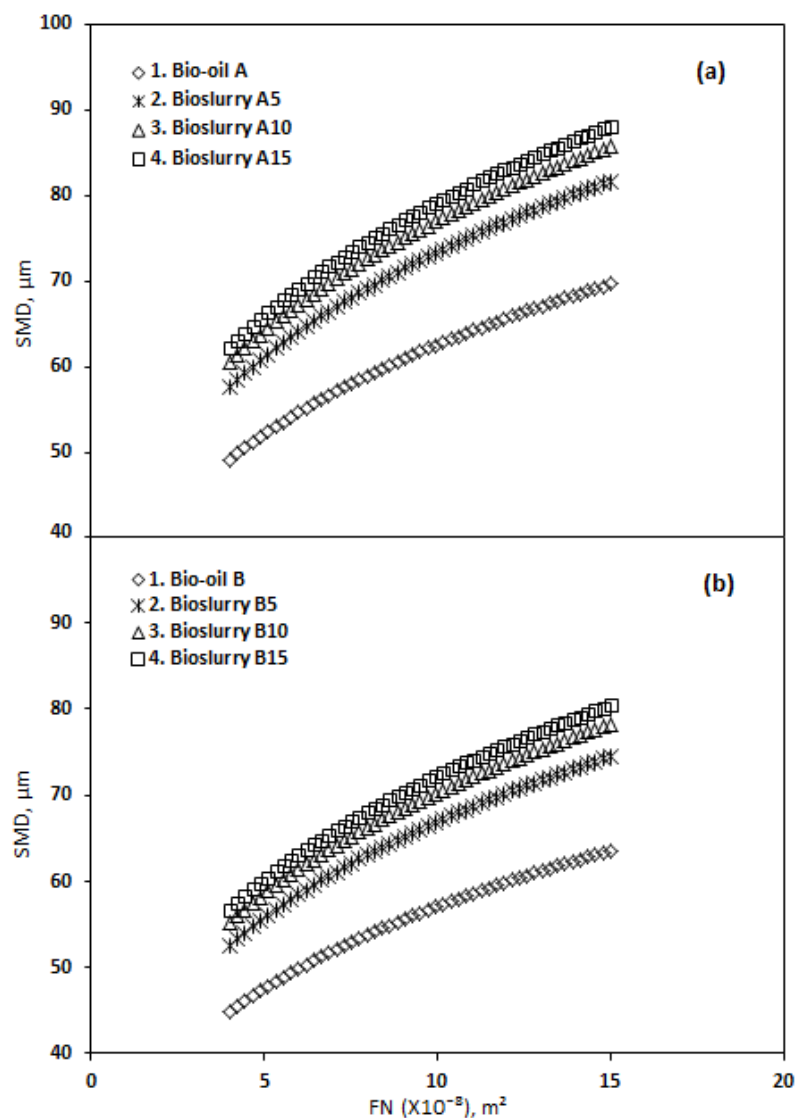 100
90
80
70
60
50
40
SMD, µm
1. Bio-oil A
2. Bioslurry A5
3. Bioslurry A10
4. Bioslurry A15
(a)
90
80
70
60
50
40
SMD, µm
1. Bio-oil B
2. Bioslurry B5
3. Bioslurry B10
4. Bioslurry B15
(b)
0 5 10 15 20
FN (X10⁻⁸), m²